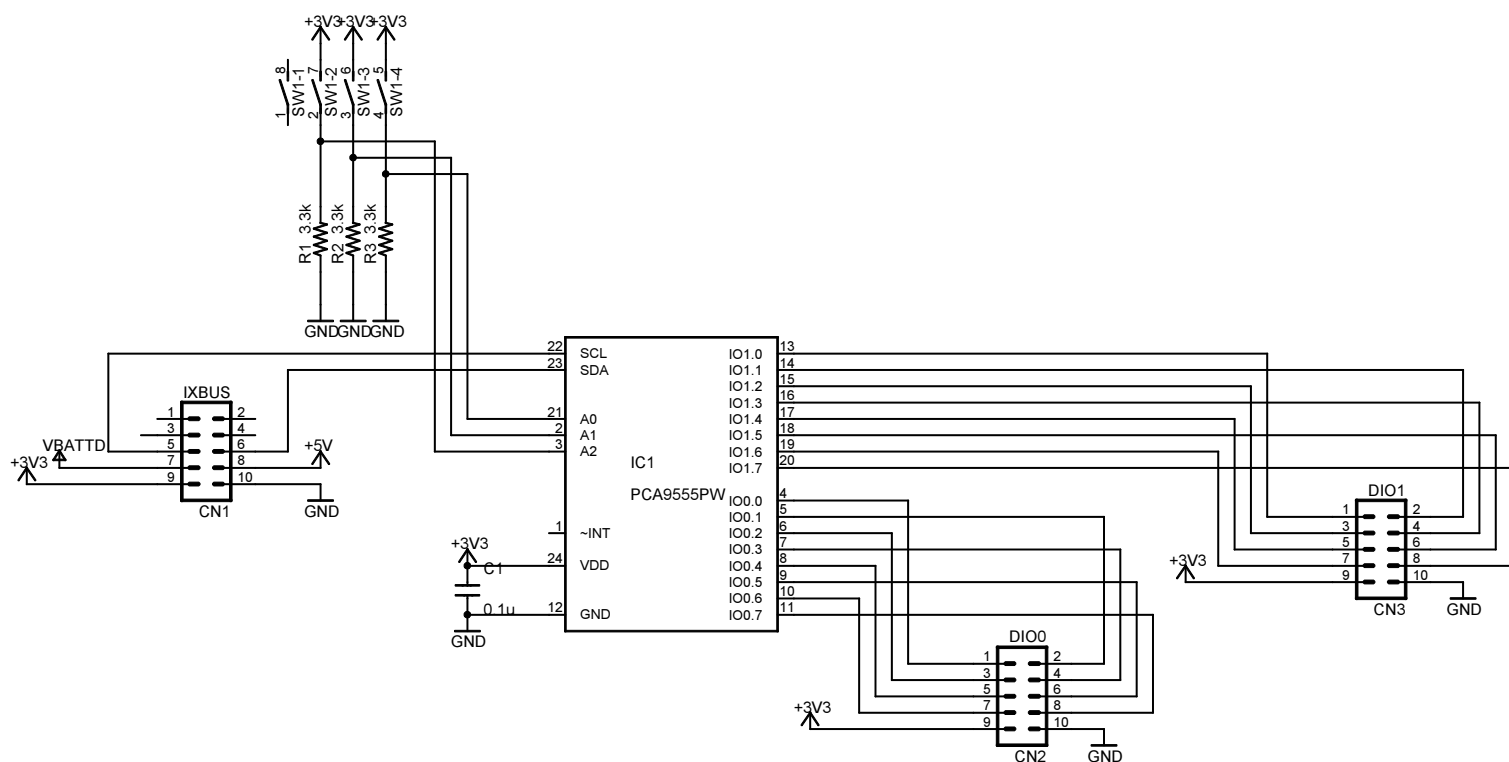 +3V3 +3V3 +3V3
8 7 6 5
SW1-1 SW1-2 SW1-3 SW1-4
1 2 3 4
R1 3.3k R2 3.3k R3 3.3k
GND GND GND
22 SCL
23 SDA
21 A0
2 A1
3 A2
IC1
PCA9555PW
1 ~INT
24 VDD
12 GND
IO1.0 13
IO1.1 14
IO1.2 15
IO1.3 16
IO1.4 17
IO1.5 18
IO1.6 19
IO1.7 20
IO0.0 4
IO0.1 5
IO0.2 6
IO0.3 7
IO0.4 8
IO0.5 9
IO0.6 10
IO0.7 11
IXBUS
1 2
3 4
5 6
7 8
9 10
CN1
VBATTD
+3V3
+5V
GND
+3V3
C1
0.1u
GND
DIO0
1 2
3 4
5 6
7 8
9 10
CN2
+3V3
GND
DIO1
1 2
3 4
5 6
7 8
9 10
CN3
+3V3
GND